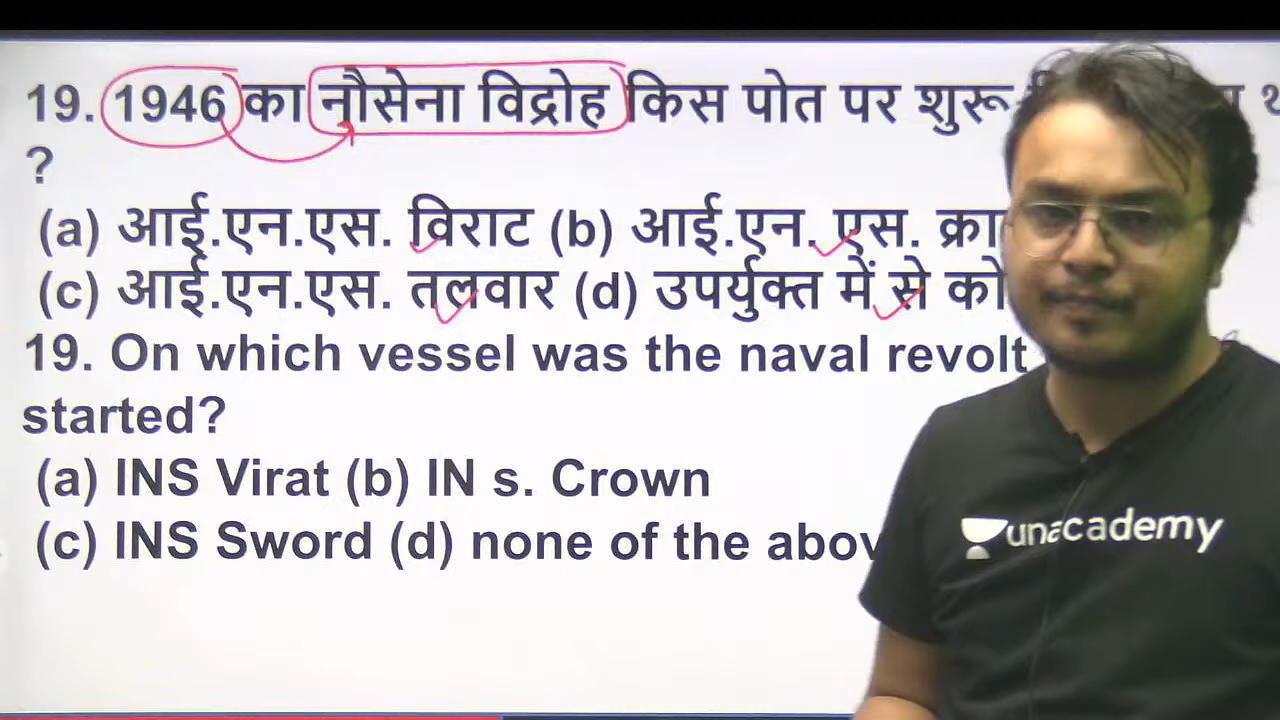 19. 1946 का नौसेना विद्रोह किस पोत पर शुरू
?
(a) आई.एन.एस. विराट (b) आई.एन. एस.
(c) आई.एन.एस. तलवार (d) उपर्युक्त में से
19. On which vessel was the naval revolt
started?
(a) INS Virat (b) IN s. Crown
(c) INS Sword (d) none of the
unacademy